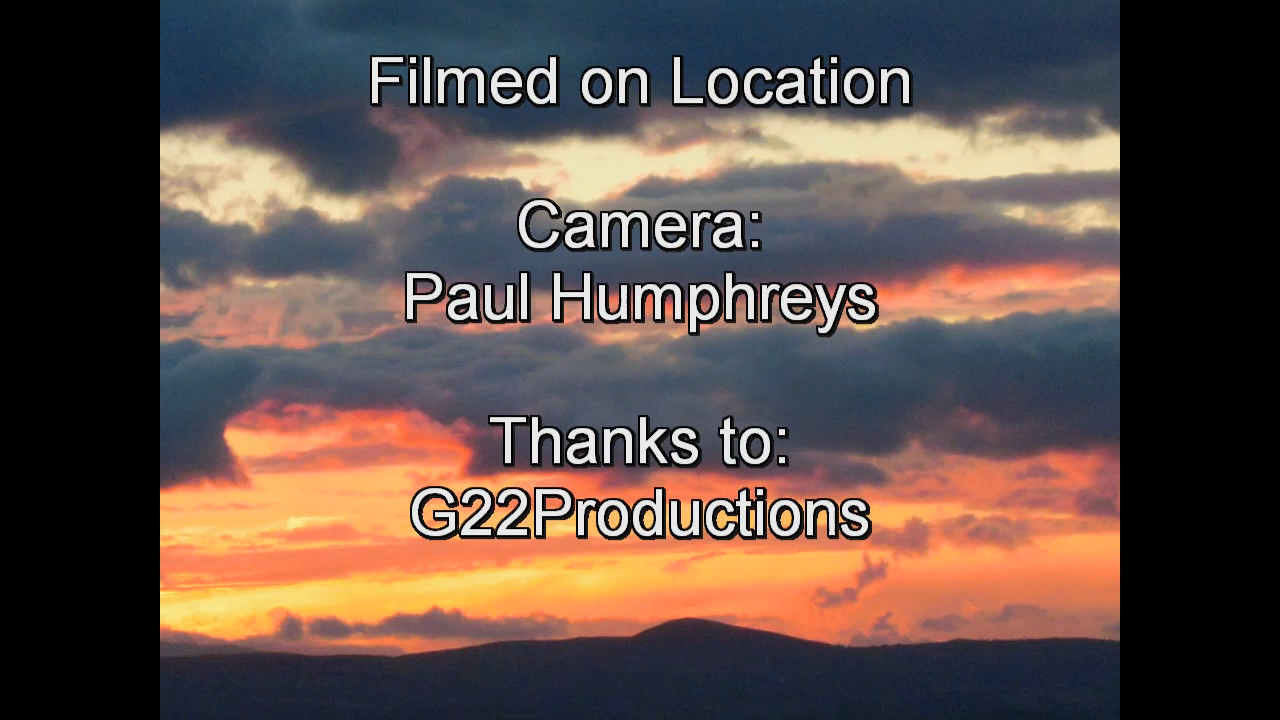 Filmed on Location
Camera:
Paul Humphreys
Thanks to:
G22Productions